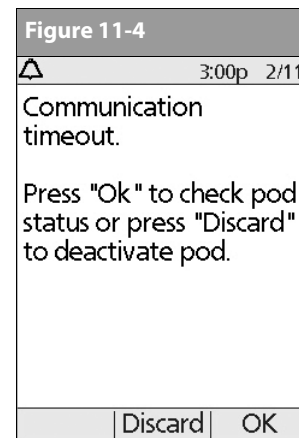 Figure 11-4
3:00p 2/11
Communication
timeout.
Press "Ok" to check pod
status or press "Discard"
to deactivate pod.
Discard OK